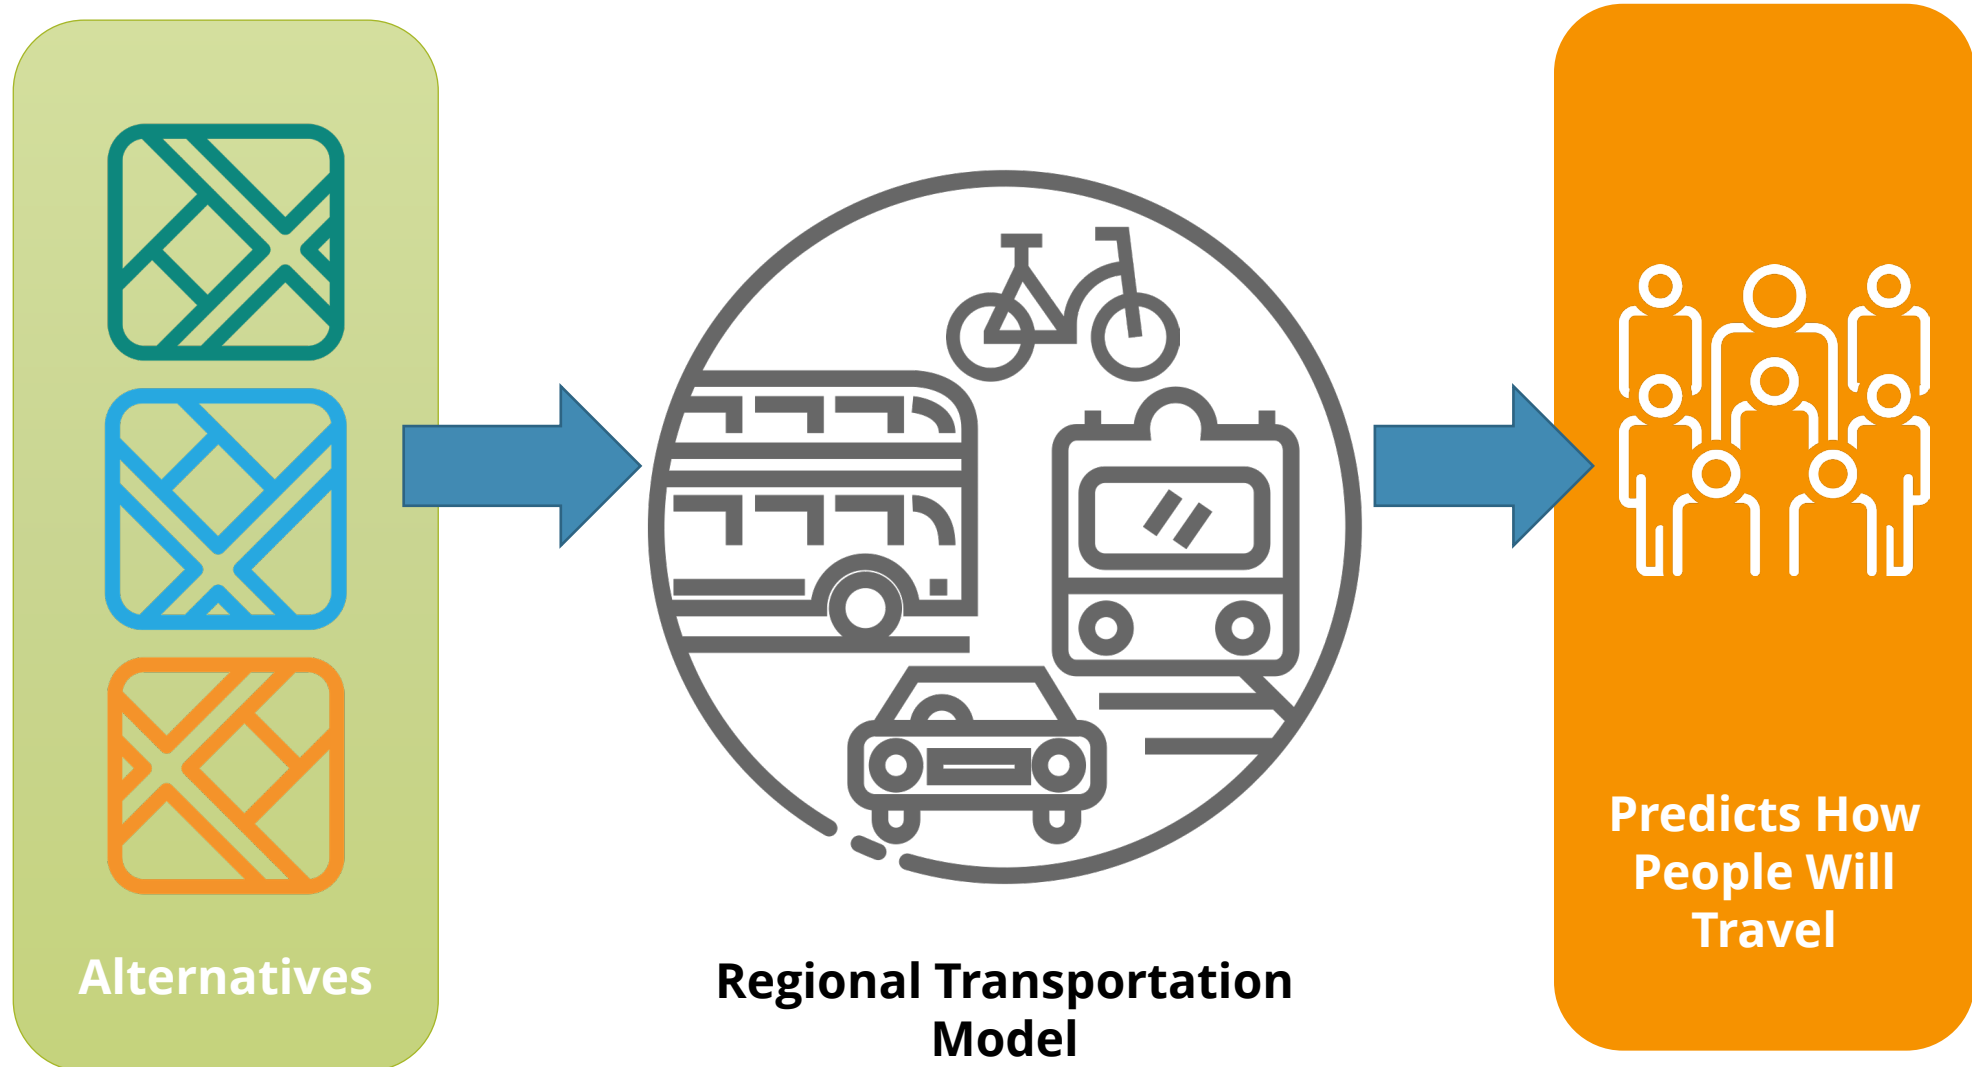 Alternatives
Regional Transportation
Model
Predicts How
People Will
Travel